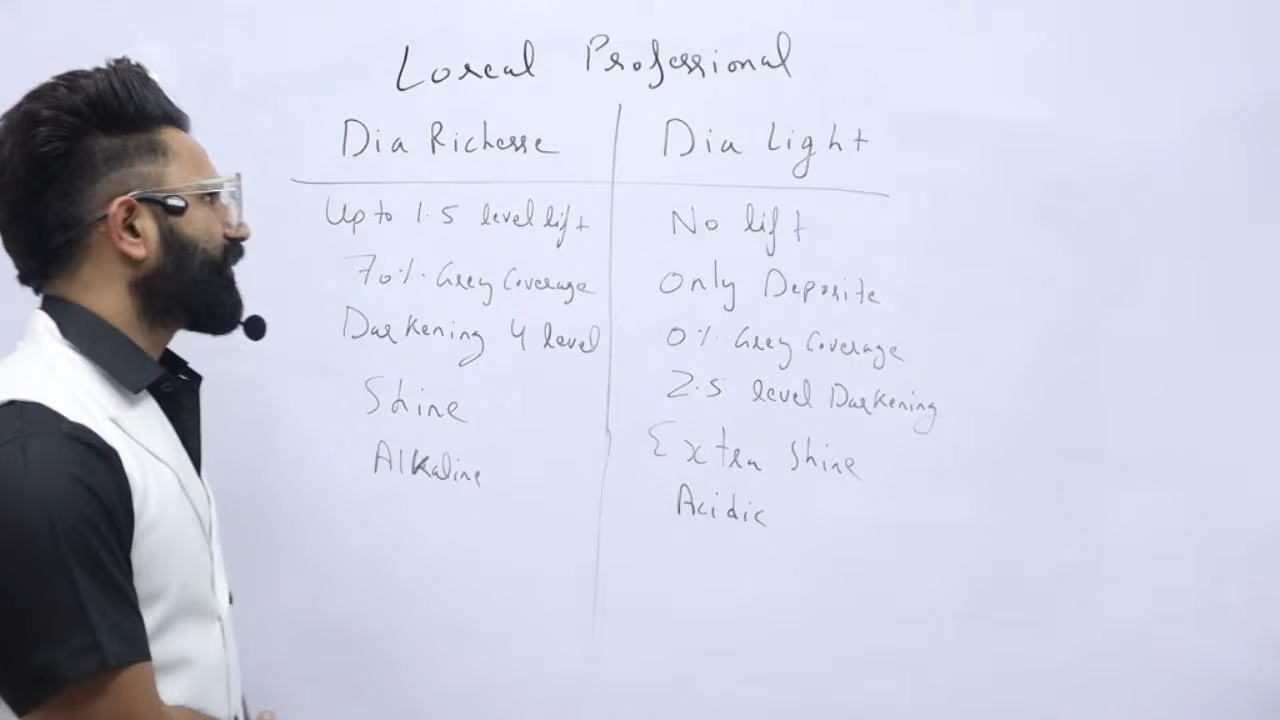 Loreal Professional
Dia Richesse
Up to 1.5 level lift
70% Grey Coverage
Darkening 4 level
Shine
Alkaline
Dia Light
No lift
Only Deposite
0% Grey Coverage
2.5 level Darkening
Extra Shine
Acidic